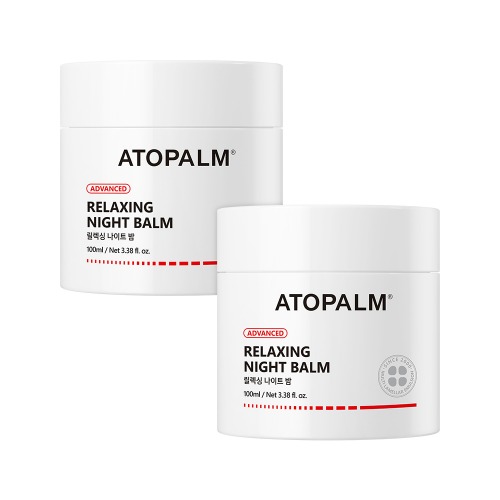 ATOPALM®
ADVANCED
RELAXING
NIGHT BALM
릴렉싱 나이트 밤
100ml / Net 3.38 fl. oz.
ATOPALM®
ADVANCED
RELAXING
NIGHT BALM
릴렉싱 나이트 밤
100ml / Net 3.38 fl. oz.